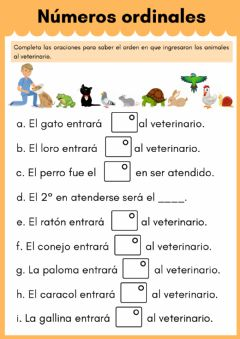 Números ordinales
Completa las oraciones para saber el orden en que ingresaron los animales
al veterinario.
a. El gato entrará º al veterinario.
b. El loro entrará º al veterinario.
c. El perro fue el º en ser atendido.
d. El 2º en atenderse será el ____.
e. El ratón entrará º al veterinario.
f. El conejo entrará º al veterinario.
g. La paloma entrará º al veterinario.
h. El caracol entrará º al veterinario.
i. La gallina entrará º al veterinario.